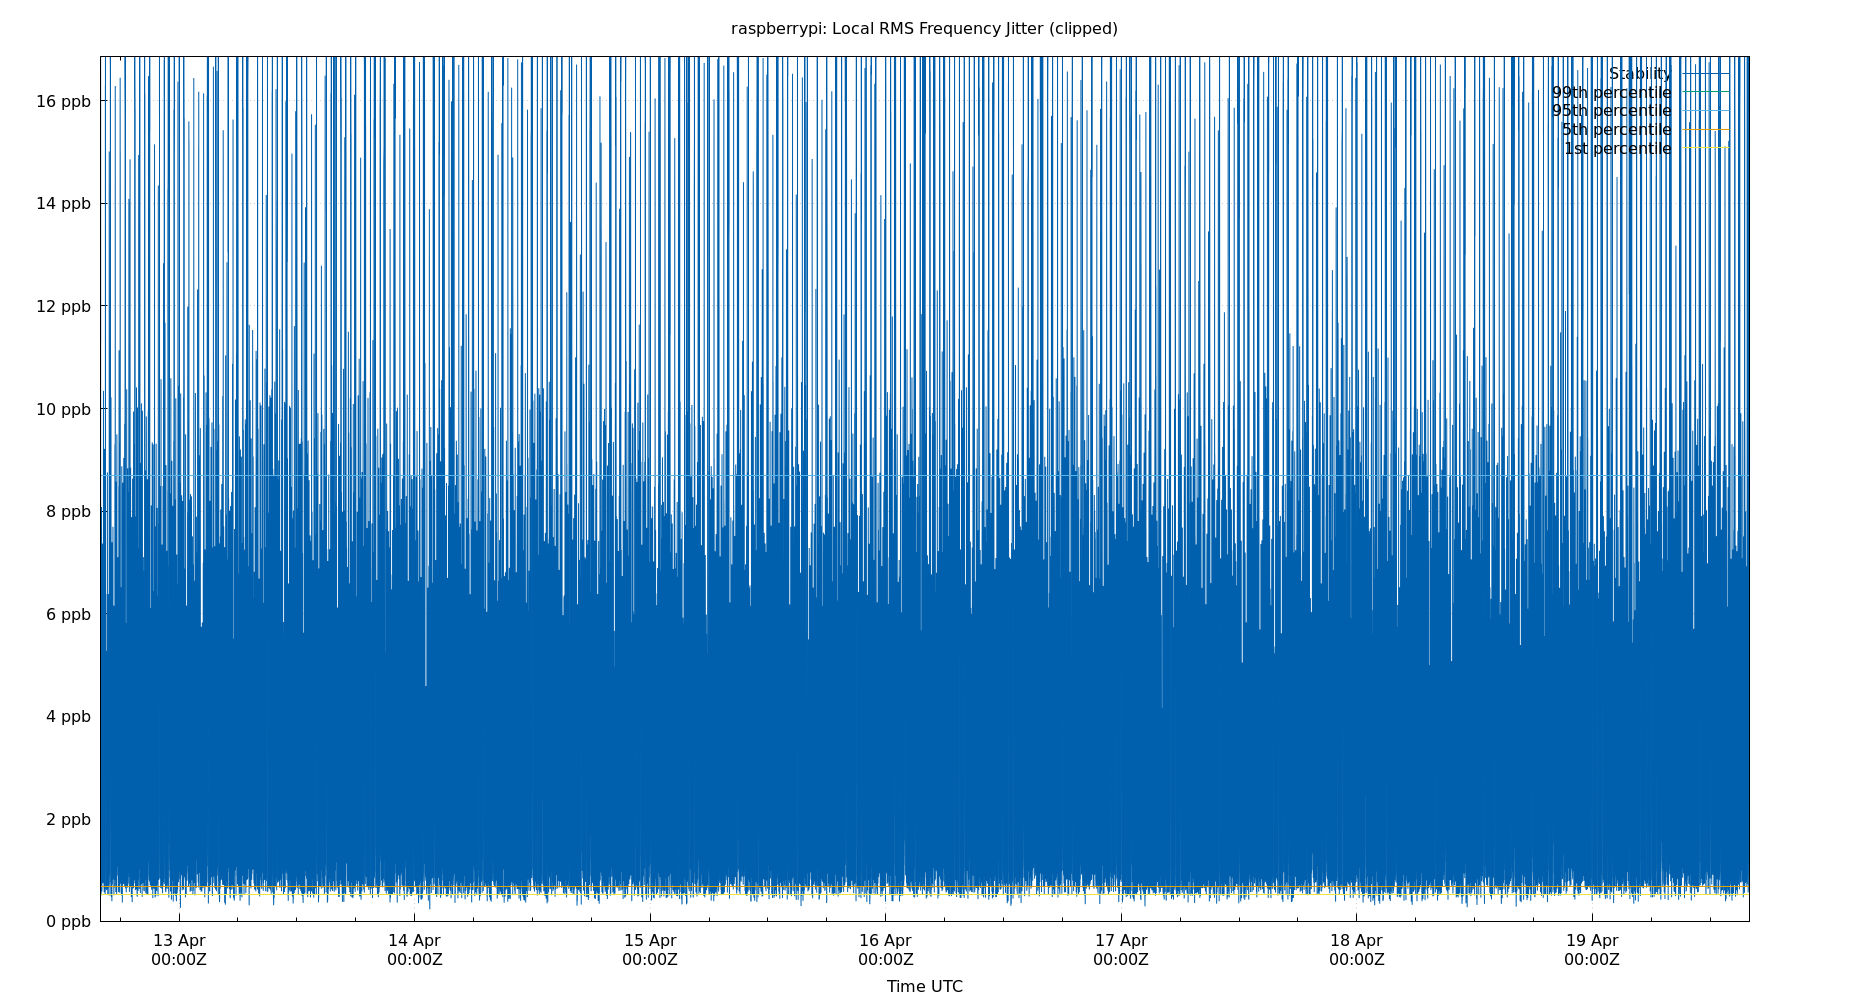 raspberrypi: Local RMS Frequency Jitter (clipped)
Stability
99th percentile
95th percentile
5th percentile
1st percentile
16 ppb
14 ppb
12 ppb
10 ppb
8 ppb
6 ppb
4 ppb
2 ppb
0 ppb
13 Apr 14 Apr 15 Apr 16 Apr 17 Apr 18 Apr 19 Apr
00:00Z 00:00Z 00:00Z 00:00Z 00:00Z 00:00Z 00:00Z
Time UTC